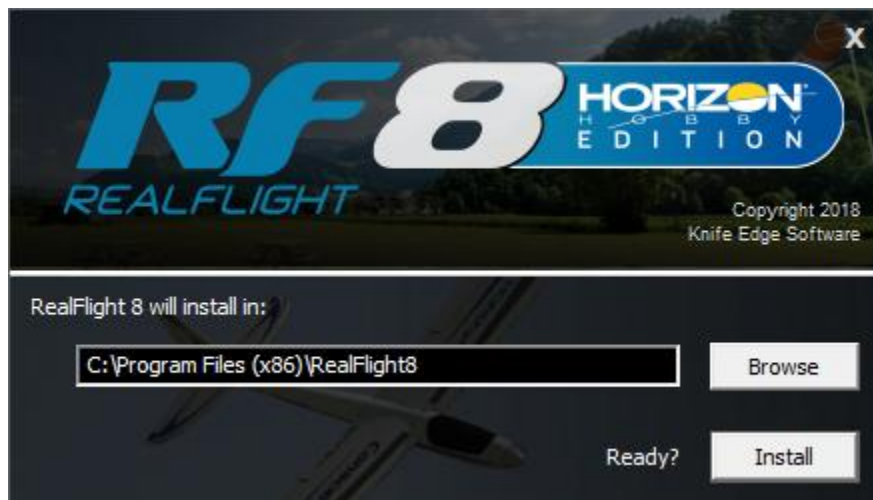 X
RF8
HORIZON
HOBBY
EDITION
REALFLIGHT
Copyright 2018
Knife Edge Software
RealFlight 8 will install in:
C:\Program Files (x86)\RealFlight8
Browse
Ready?
Install